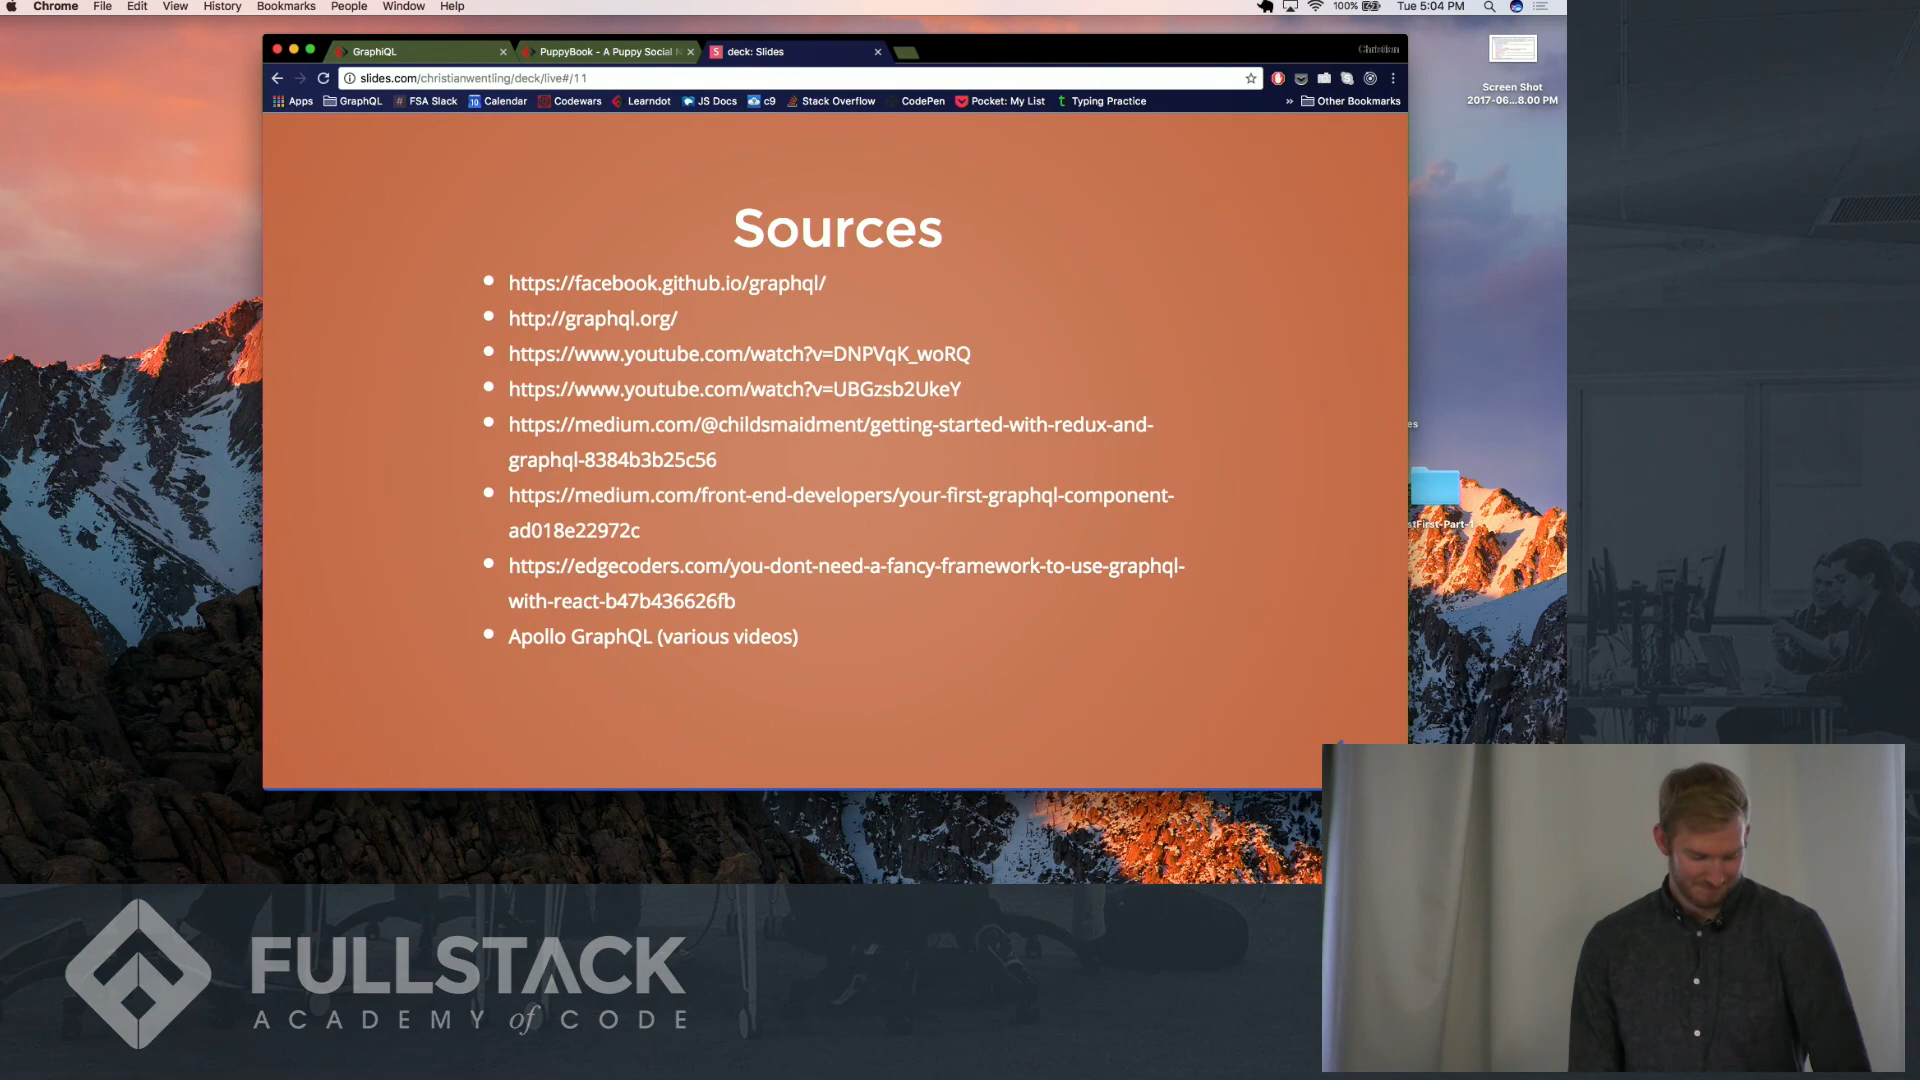 Chrome File Edit View History Bookmarks People Window Help
100% Tue 5:04 PM
GraphiQL
PuppyBook - A Puppy Social N
deck: Slides
Christian
slides.com/christianwentling/deck/live#/11
Apps GraphQL FSA Slack Calendar Codewars Learndot JS Docs c9 Stack Overflow CodePen Pocket: My List Typing Practice » Other Bookmarks
Screen Shot
2017-06...8.00 PM
Sources
https://facebook.github.io/graphql/
http://graphql.org/
https://www.youtube.com/watch?v=DNPVqK_woRQ
https://www.youtube.com/watch?v=UBGzsb2UkeY
https://medium.com/@childsmaidment/getting-started-with-redux-and-
graphql-8384b3b25c56
https://medium.com/front-end-developers/your-first-graphql-component-
ad018e22972c
https://edgecoders.com/you-dont-need-a-fancy-framework-to-use-graphql-
with-react-b47b436626fb
Apollo GraphQL (various videos)
es
stFirst-Part-1
FULLSTACK
ACADEMY of CODE